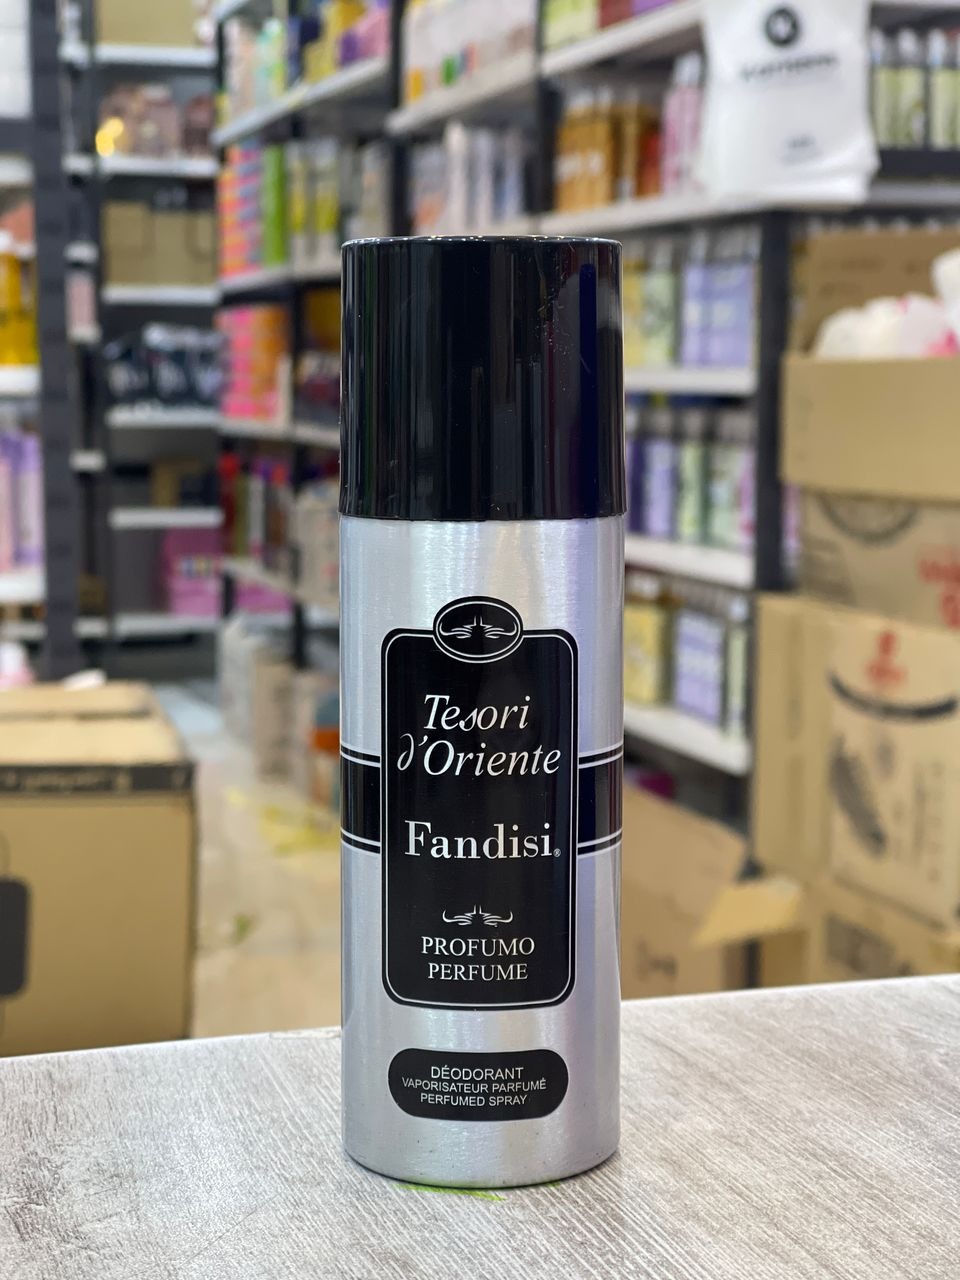 Tesori
d'Oriente
Fandisi®
PROFUMO
PERFUME
DÉODORANT
VAPORISATEUR PARFUMÉ
PERFUMED SPRAY